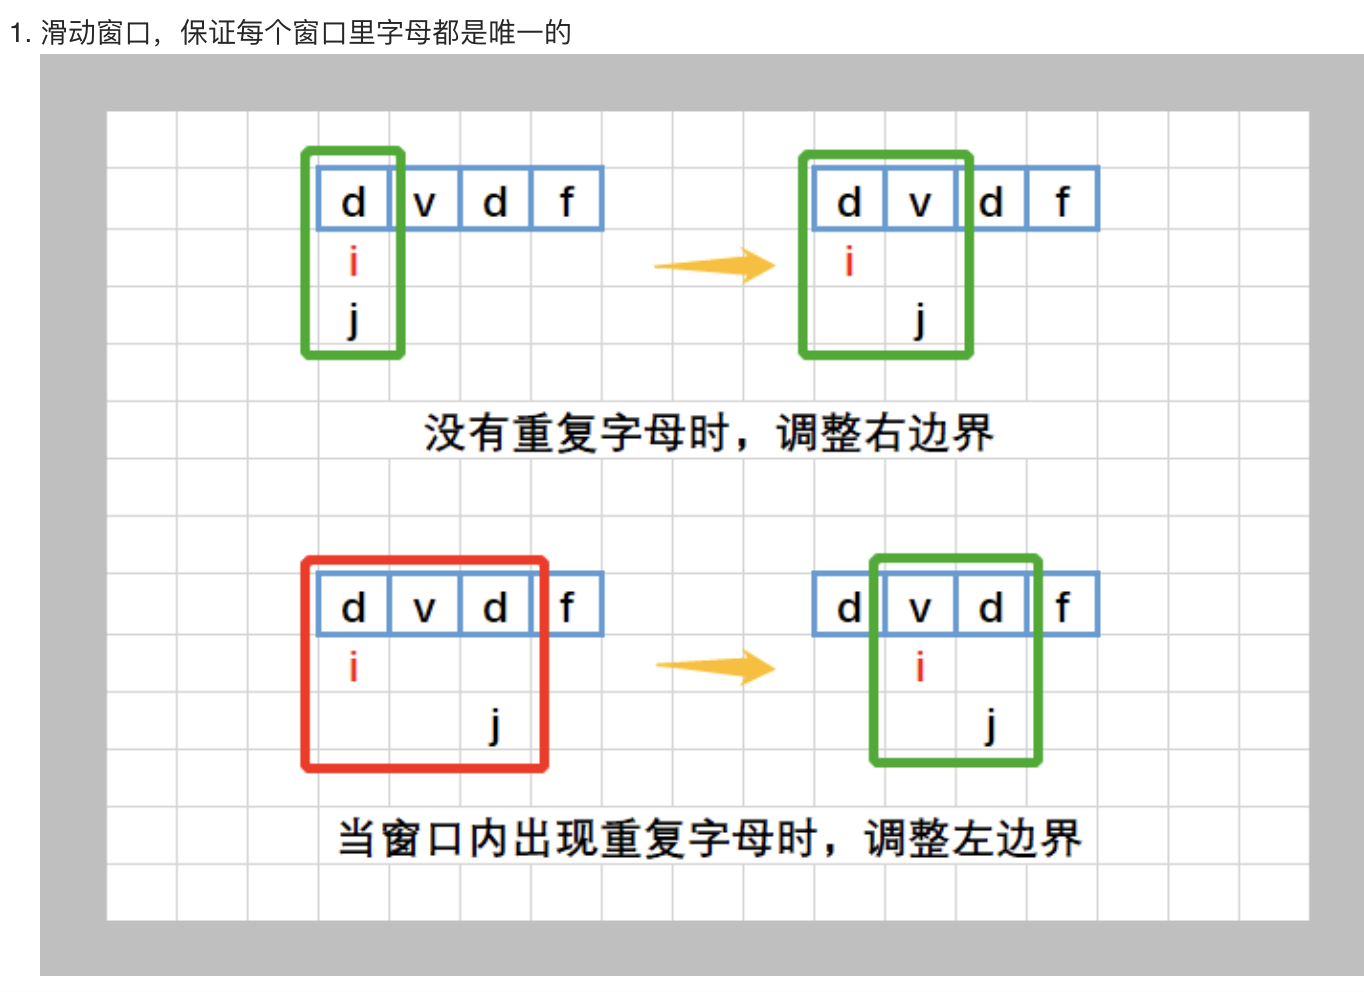 1. 滑动窗口，保证每个窗口里字母都是唯一的
d v d f
d v d f
i
i
j
j
没有重复字母时，调整右边界
d v d f
d v d f
i
i
j
j
当窗口内出现重复字母时，调整左边界